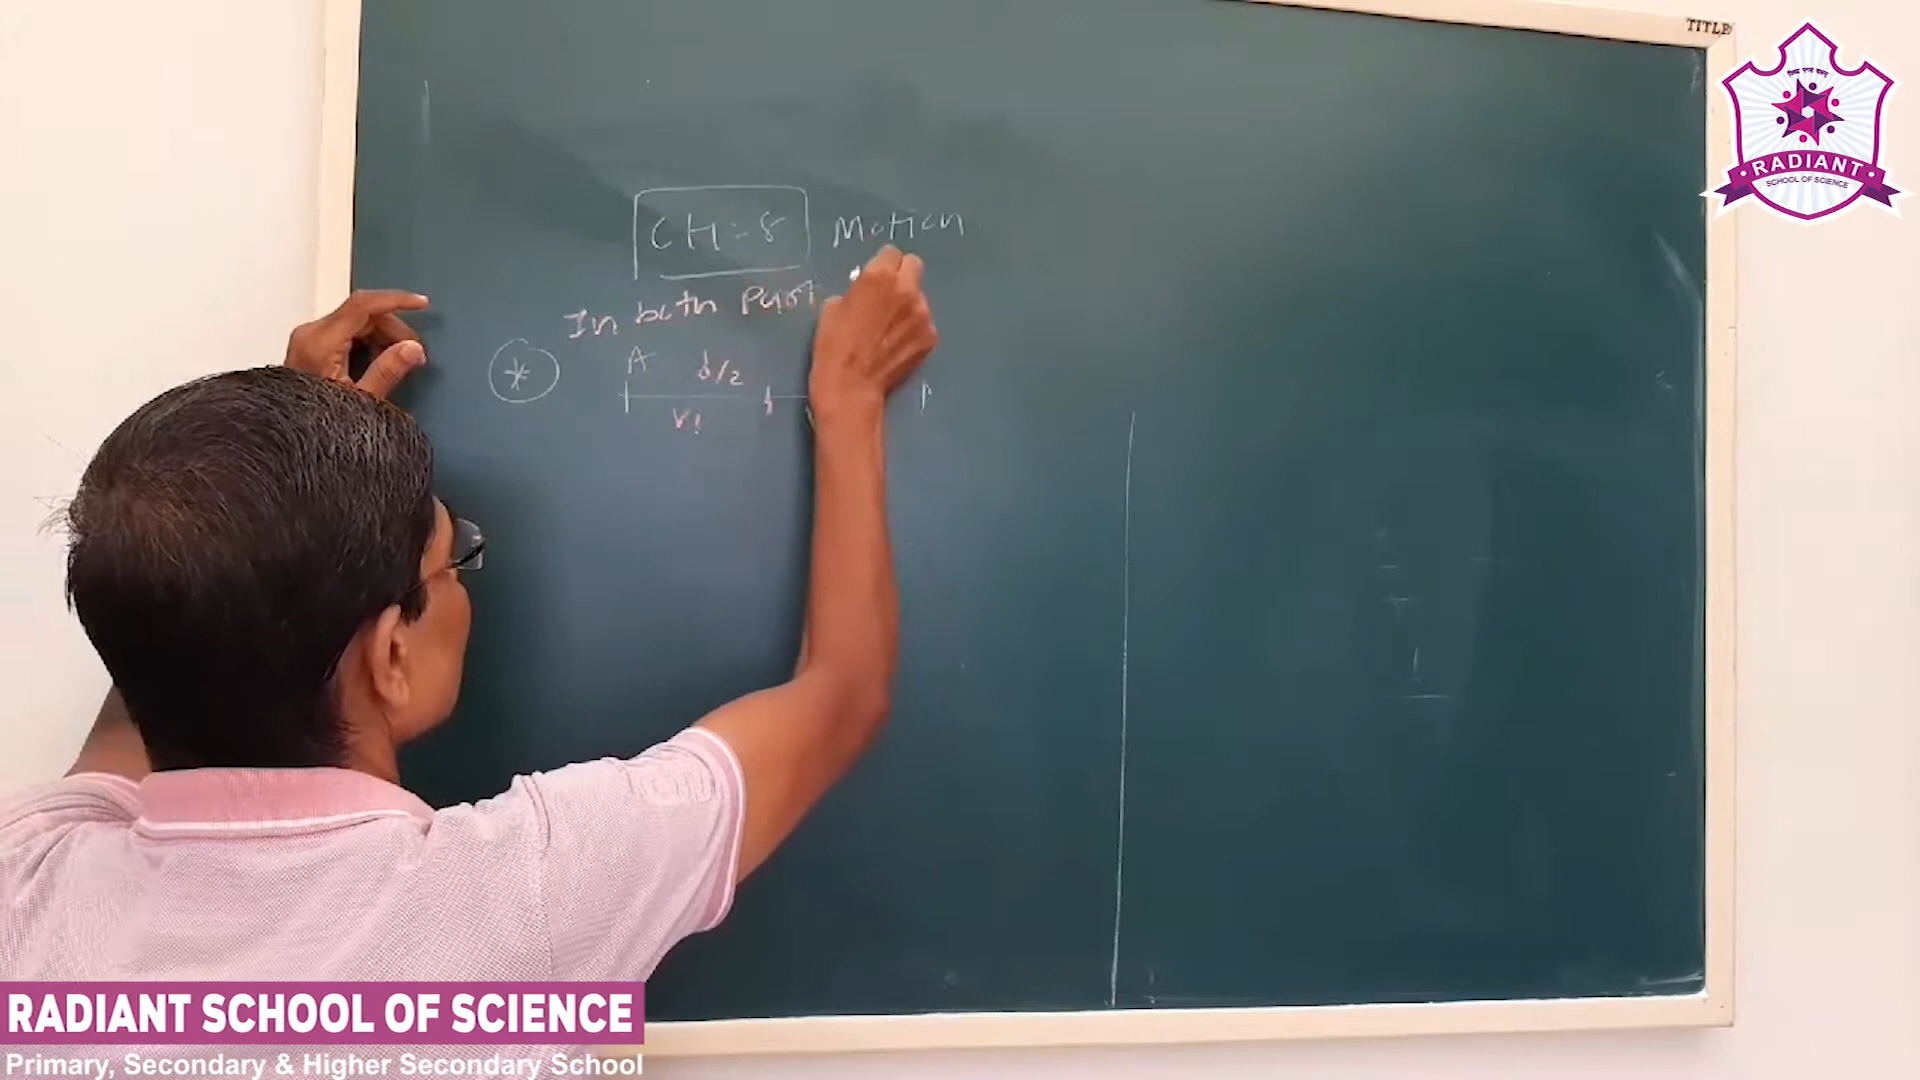 TITLE
RADIANT
SCHOOL OF SCIENCE
CH = 8 Motion
In both Part
A d/2
V1
RADIANT SCHOOL OF SCIENCE
Primary, Secondary & Higher Secondary School